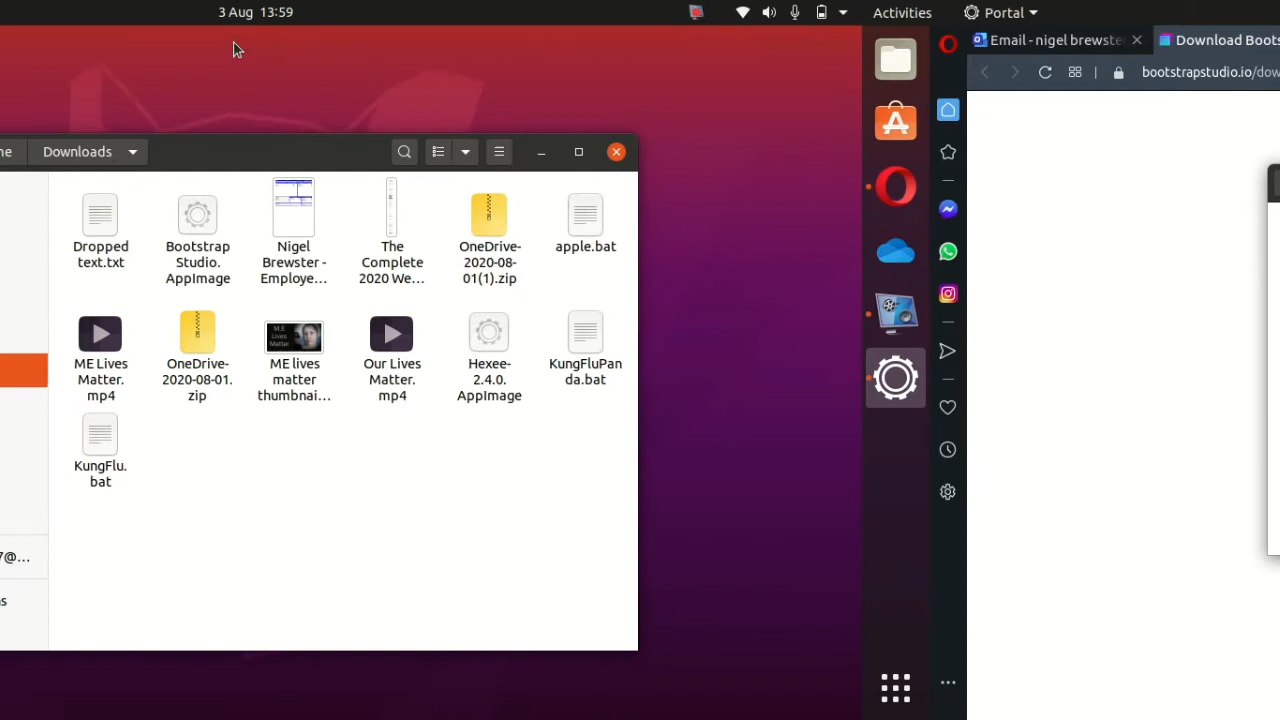 3 Aug 13:59
Activities
Portal
Email - nigel brewste
Download Boots
bootstrapstudio.io/dow
ne
Downloads
Dropped
text.txt
Bootstrap
Studio.
AppImage
Nigel
Brewster -
Employe...
The
Complete
2020 We...
OneDrive-
2020-08-
01(1).zip
apple.bat
ME Lives
Matter.
mp4
OneDrive-
2020-08-01.
zip
ME lives
matter
thumbnai...
Our Lives
Matter.
mp4
Hexee-
2.4.0.
AppImage
KungFluPan
da.bat
KungFlu.
bat
7@...
s